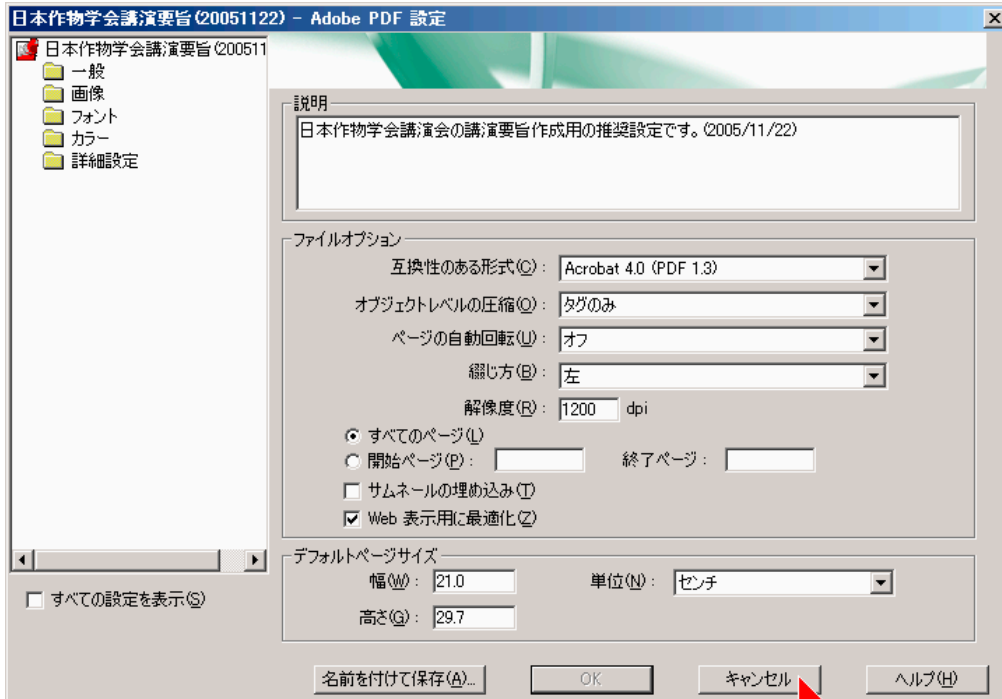 日本作物学会講演要旨(20051122) - Adobe PDF 設定
日本作物学会講演要旨(200511
一般
画像
フォント
カラー
詳細設定
すべての設定を表示(S)
説明
日本作物学会講演会の講演要旨作成用の推奨設定です。(2005/11/22)
ファイルオプション
互換性のある形式(C): Acrobat 4.0 (PDF 1.3)
オブジェクトレベルの圧縮(O): タグのみ
ページの自動回転(U): オフ
綴じ方(B): 左
解像度(R): 1200 dpi
すべてのページ(L)
開始ページ(P): 終了ページ:
サムネールの埋め込み(T)
Web 表示用に最適化(Z)
デフォルトページサイズ
幅(W): 21.0 単位(N): センチ
高さ(G): 29.7
名前を付けて保存(A)... OK キャンセル ヘルプ(H)